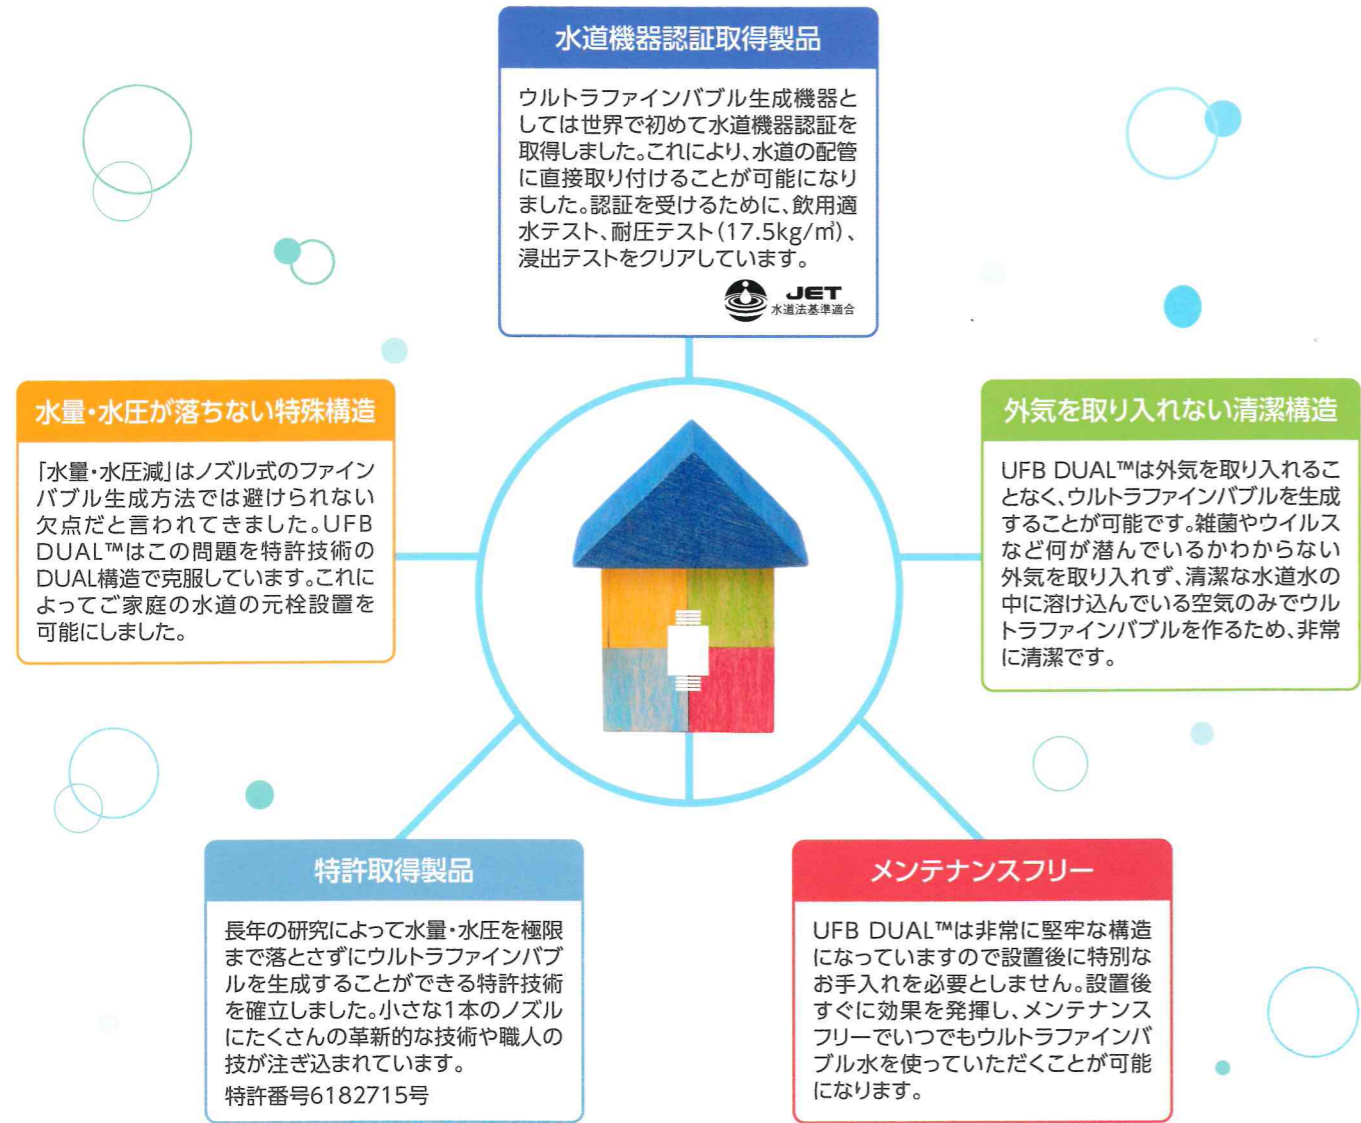 水道機器認証取得製品
ウルトラファインバブル生成機器と
しては世界で初めて水道機器認証を
取得しました。これにより、水道の配管
に直接取り付けることが可能になり
ました。認証を受けるために、飲用適
水テスト、耐圧テスト(17.5kg/㎡)、
浸出テストをクリアしています。
JET
水道法基準適合
水量・水圧が落ちない特殊構造
「水量・水圧減」はノズル式のファイン
バブル生成方法では避けられない
欠点だと言われてきました。UFB
DUAL™はこの問題を特許技術の
DUAL構造で克服しています。これに
よってご家庭の水道の元栓設置を
可能にしました。
外気を取り入れない清潔構造
UFB DUAL™は外気を取り入れるこ
となく、ウルトラファインバブルを生成
することが可能です。雑菌やウイルス
など何が潜んでいるかわからない
外気を取り入れず、清潔な水道水の
中に溶け込んでいる空気のみでウル
トラファインバブルを作るため、非常
に清潔です。
特許取得製品
長年の研究によって水量・水圧を極限
まで落とさずにウルトラファインバブ
ルを生成することができる特許技術
を確立しました。小さな1本のノズル
にたくさんの革新的な技術や職人の
技が注ぎ込まれています。
特許番号6182715号
メンテナンスフリー
UFB DUAL™は非常に堅牢な構造
になっていますので設置後に特別な
お手入れを必要としません。設置後
すぐに効果を発揮し、メンテナンス
フリーでいつでもウルトラファインバ
ブル水を使っていただくことが可能
になります。